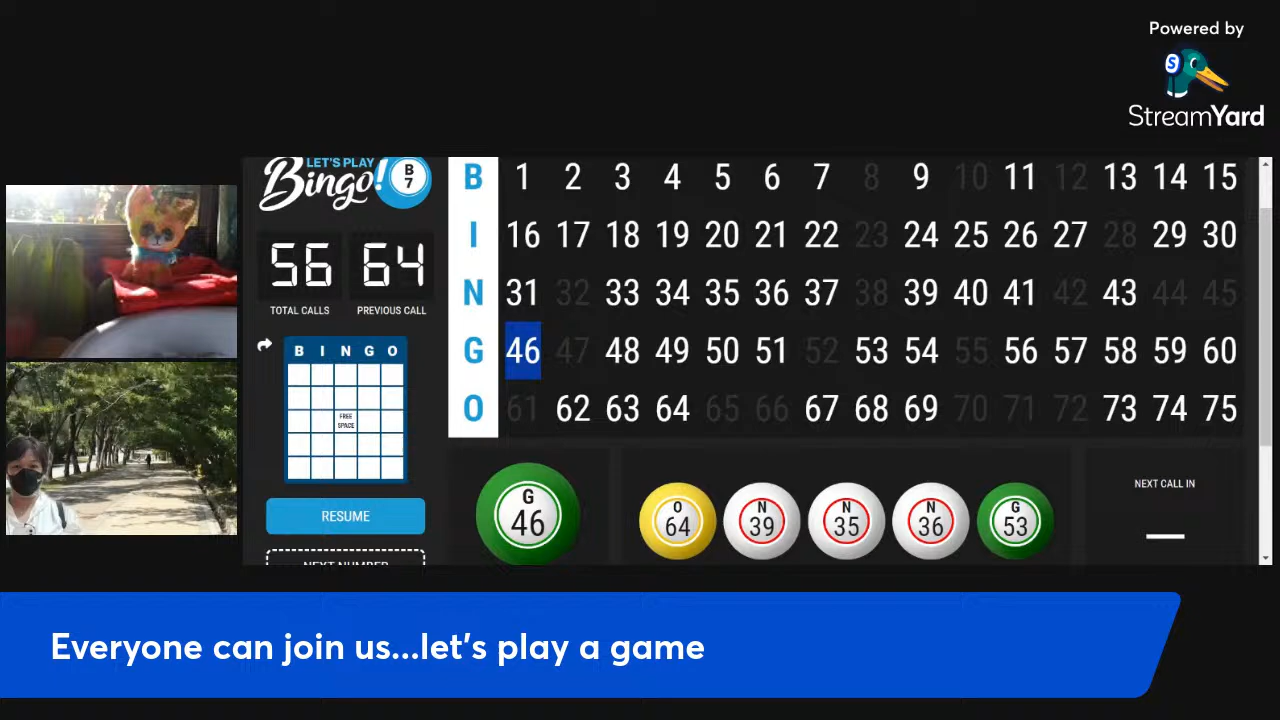 Powered by
StreamYard
LET'S PLAY
Bingo!
B
7
56
64
TOTAL CALLS
PREVIOUS CALL
B I N G O
FREE
SPACE
RESUME
NEXT NUMBER
B 1 2 3 4 5 6 7 8 9 10 11 12 13 14 15
I 16 17 18 19 20 21 22 23 24 25 26 27 28 29 30
N 31 32 33 34 35 36 37 38 39 40 41 42 43 44 45
G 46 47 48 49 50 51 52 53 54 55 56 57 58 59 60
O 61 62 63 64 65 66 67 68 69 70 71 72 73 74 75
G
46
O
64
N
39
N
35
N
36
G
53
NEXT CALL IN
Everyone can join us...let's play a game